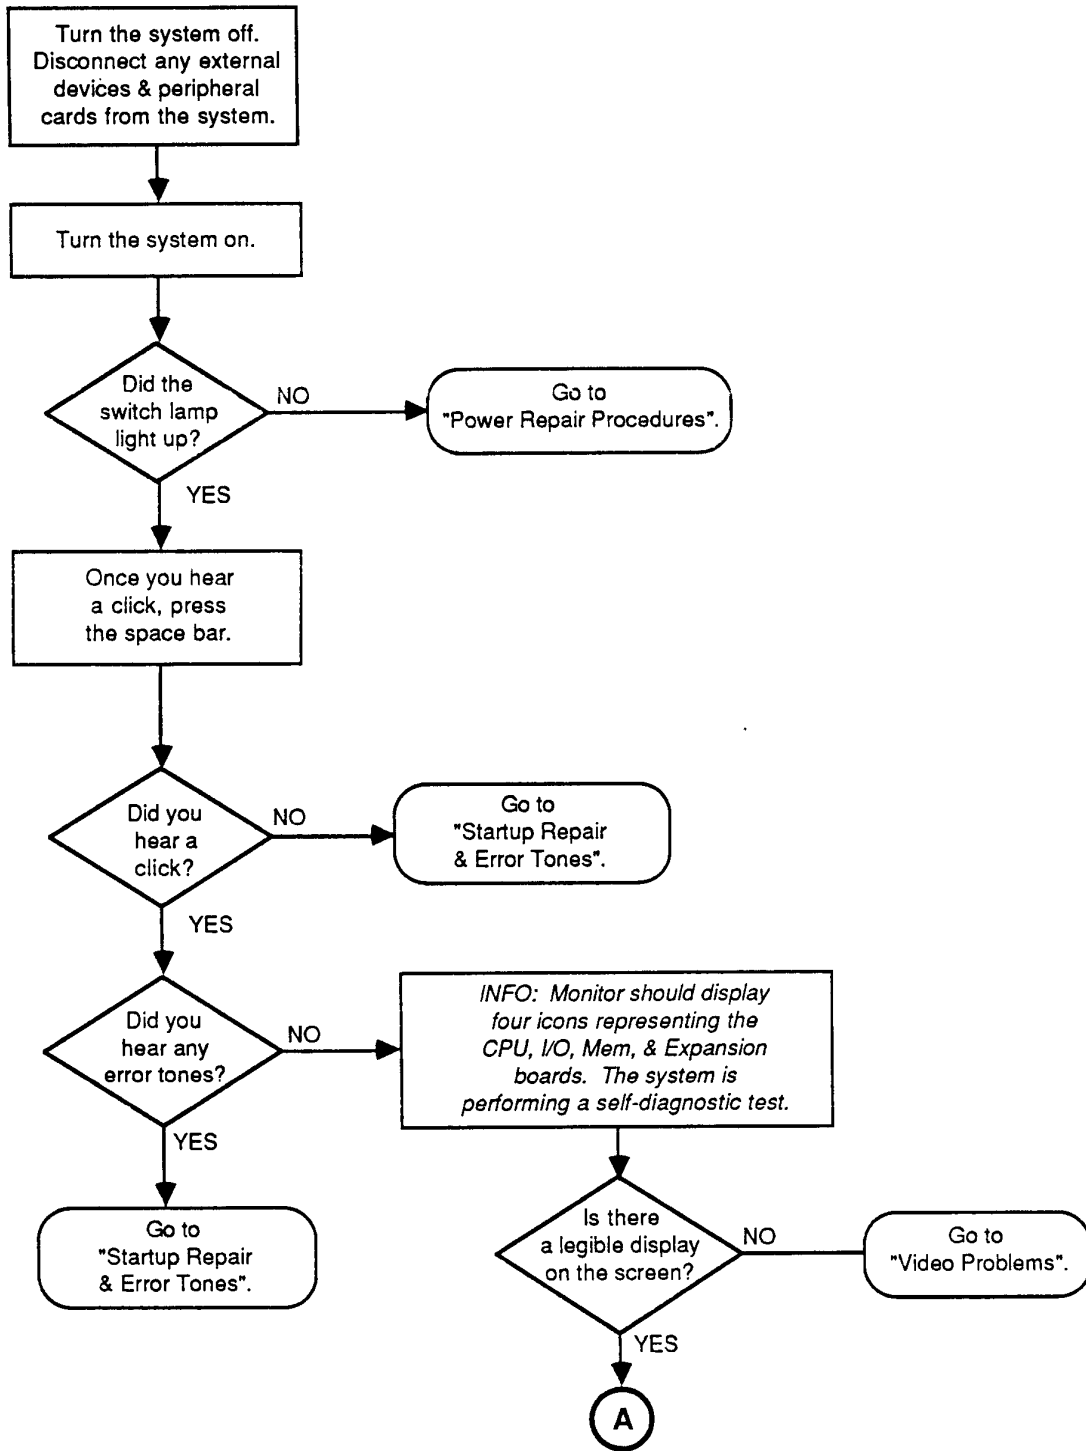 Turn the system off.
Disconnect any external
devices & peripheral
cards from the system.
Turn the system on.
Did the
switch lamp
light up?
NO
Go to
"Power Repair Procedures".
YES
Once you hear
a click, press
the space bar.
Did you
hear a
click?
NO
Go to
"Startup Repair
& Error Tones".
YES
Did you
hear any
error tones?
NO
INFO: Monitor should display
four icons representing the
CPU, I/O, Mem, & Expansion
boards. The system is
performing a self-diagnostic test.
YES
Go to
"Startup Repair
& Error Tones".
Is there
a legible display
on the screen?
NO
Go to
"Video Problems".
YES
A